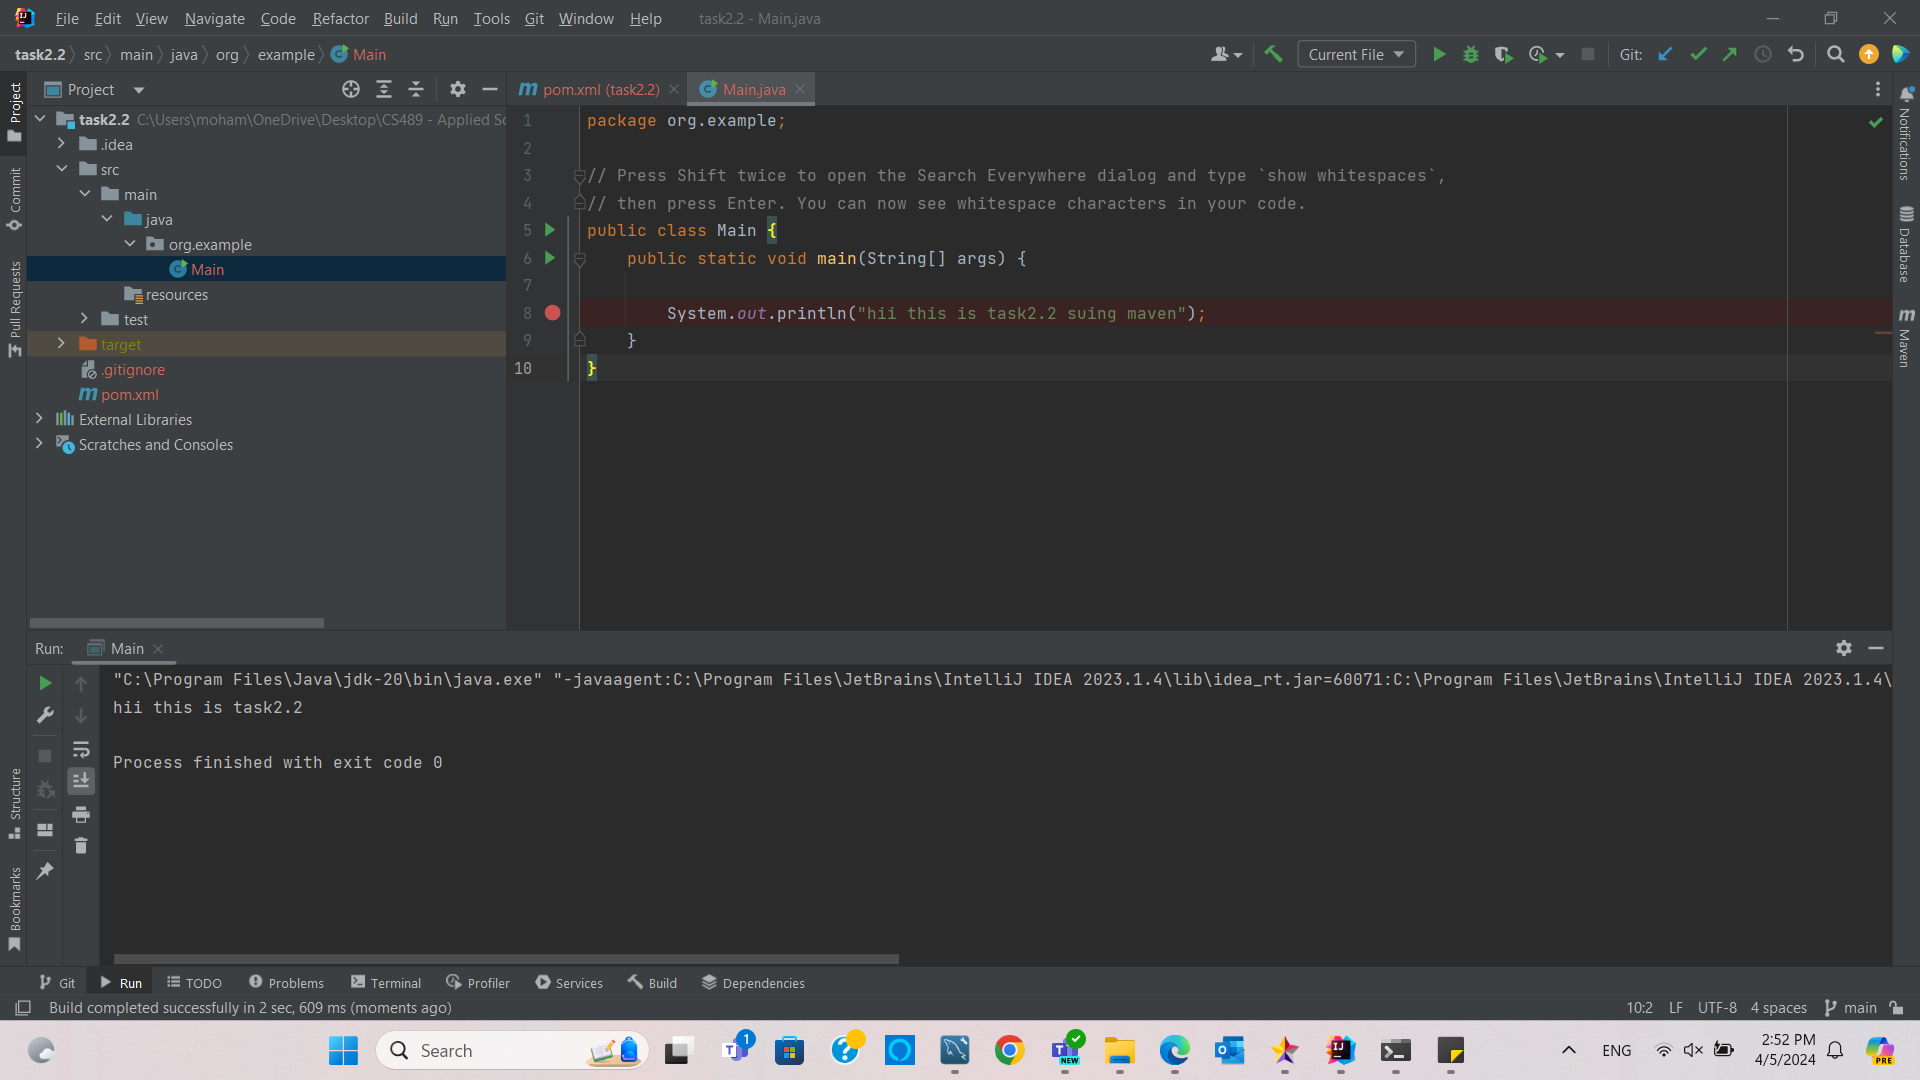 File Edit View Navigate Code Refactor Build Run Tools Git Window Help task2.2 - Main.java
task2.2 src main java org example Main Current File Git:
Project
pom.xml (task2.2) Main.java
task2.2 C:\Users\moham\OneDrive\Desktop\CS489 - Applied Sc
.idea
src
main
java
org.example
Main
resources
test
target
.gitignore
pom.xml
External Libraries
Scratches and Consoles
1 package org.example;
2
3 // Press Shift twice to open the Search Everywhere dialog and type `show whitespaces`,
4 // then press Enter. You can now see whitespace characters in your code.
5 public class Main {
6 public static void main(String[] args) {
7
8 System.out.println("hii this is task2.2 suing maven");
9 }
10 }
Project
Commit
Pull Requests
Structure
Bookmarks
Notifications
Database
Maven
Run: Main
"C:\Program Files\Java\jdk-20\bin\java.exe" "-javaagent:C:\Program Files\JetBrains\IntelliJ IDEA 2023.1.4\lib\idea_rt.jar=60071:C:\Program Files\JetBrains\IntelliJ IDEA 2023.1.4\
hii this is task2.2
Process finished with exit code 0
Git Run TODO Problems Terminal Profiler Services Build Dependencies
Build completed successfully in 2 sec, 609 ms (moments ago) 10:2 LF UTF-8 4 spaces main
Search 1 NEW ENG 2:52 PM
4/5/2024 PRE